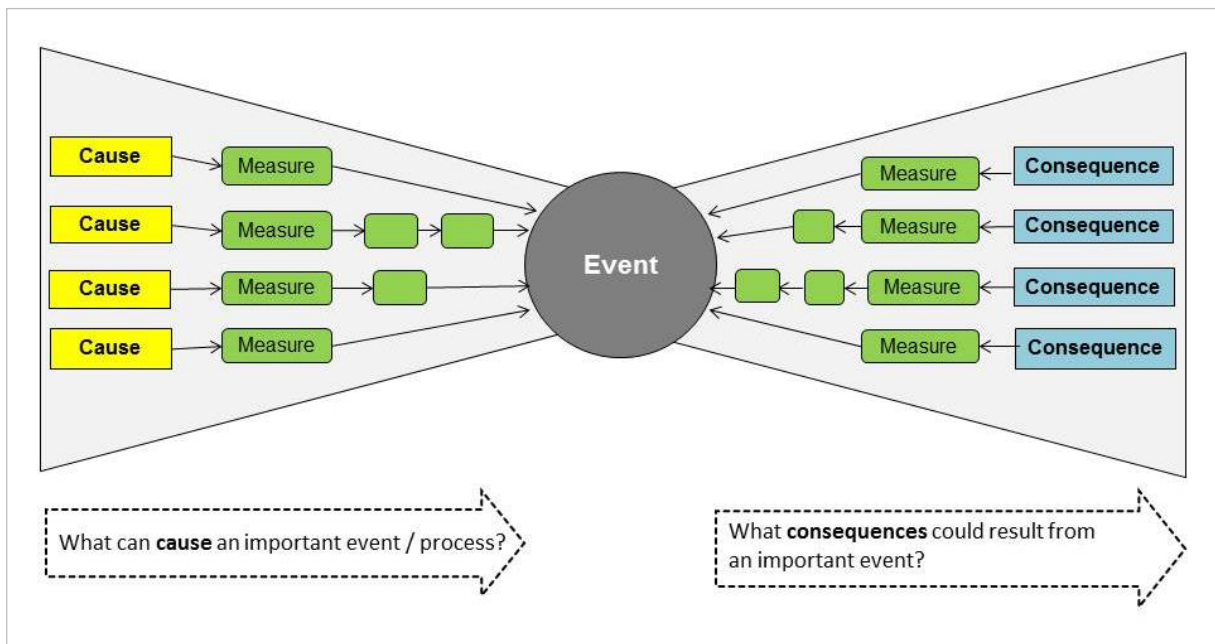 Cause
Measure
Cause
Measure
Cause
Measure
Cause
Measure
Event
Measure
Consequence
Measure
Consequence
Measure
Consequence
Measure
Consequence
What can cause an important event / process?
What consequences could result from
an important event?